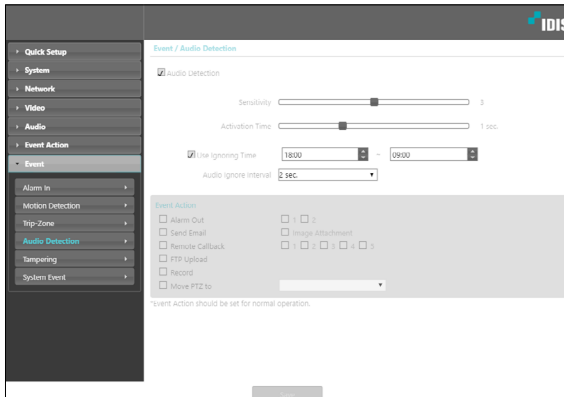 IDIS
Quick Setup
System
Network
Video
Audio
Event Action
Event
Alarm In
Motion Detection
Trip-Zone
Audio Detection
Tampering
System Event
Event / Audio Detection
Audio Detection
Sensitivity 3
Activation Time 1 sec.
Use Ignoring Time 18:00 ~ 09:00
Audio Ignore Interval 2 sec.
Event Action
Alarm Out 1 2
Send Email Image Attachment
Remote Callback 1 2 3 4 5
FTP Upload
Record
Move PTZ to
*Event Action should be set for normal operation.